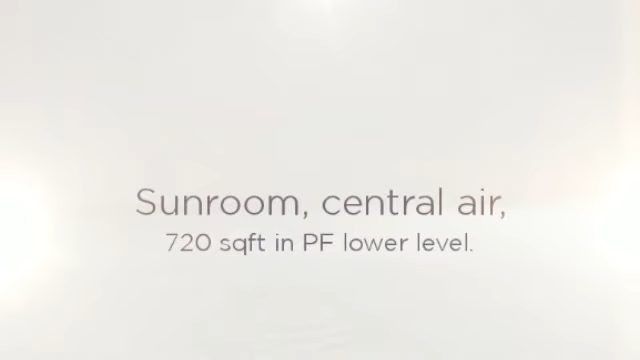 Sunroom, central air,
720 sqft in PF lower level.